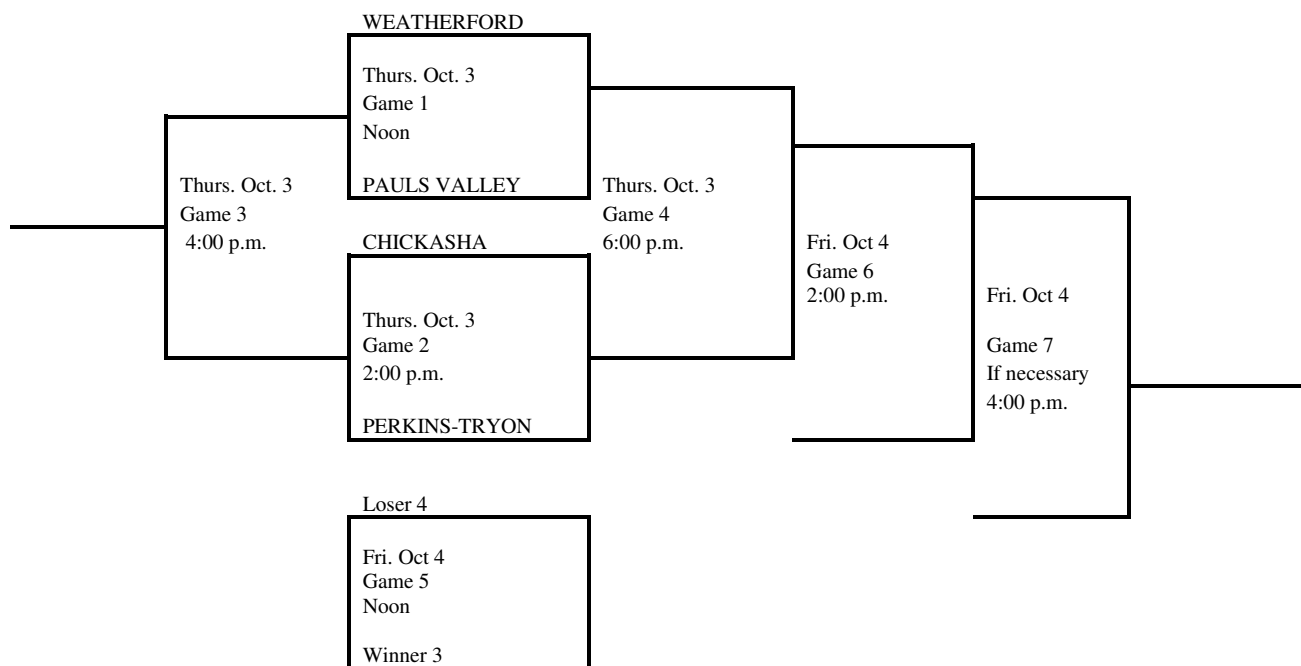 WEATHERFORD
Thurs. Oct. 3
Game 1
Noon
PAULS VALLEY
Thurs. Oct. 3
Game 3
4:00 p.m.
Thurs. Oct. 3
Game 4
6:00 p.m.
CHICKASHA
Thurs. Oct. 3
Game 2
2:00 p.m.
PERKINS-TRYON
Fri. Oct 4
Game 6
2:00 p.m.
Fri. Oct 4
Game 7
If necessary
4:00 p.m.
Loser 4
Fri. Oct 4
Game 5
Noon
Winner 3